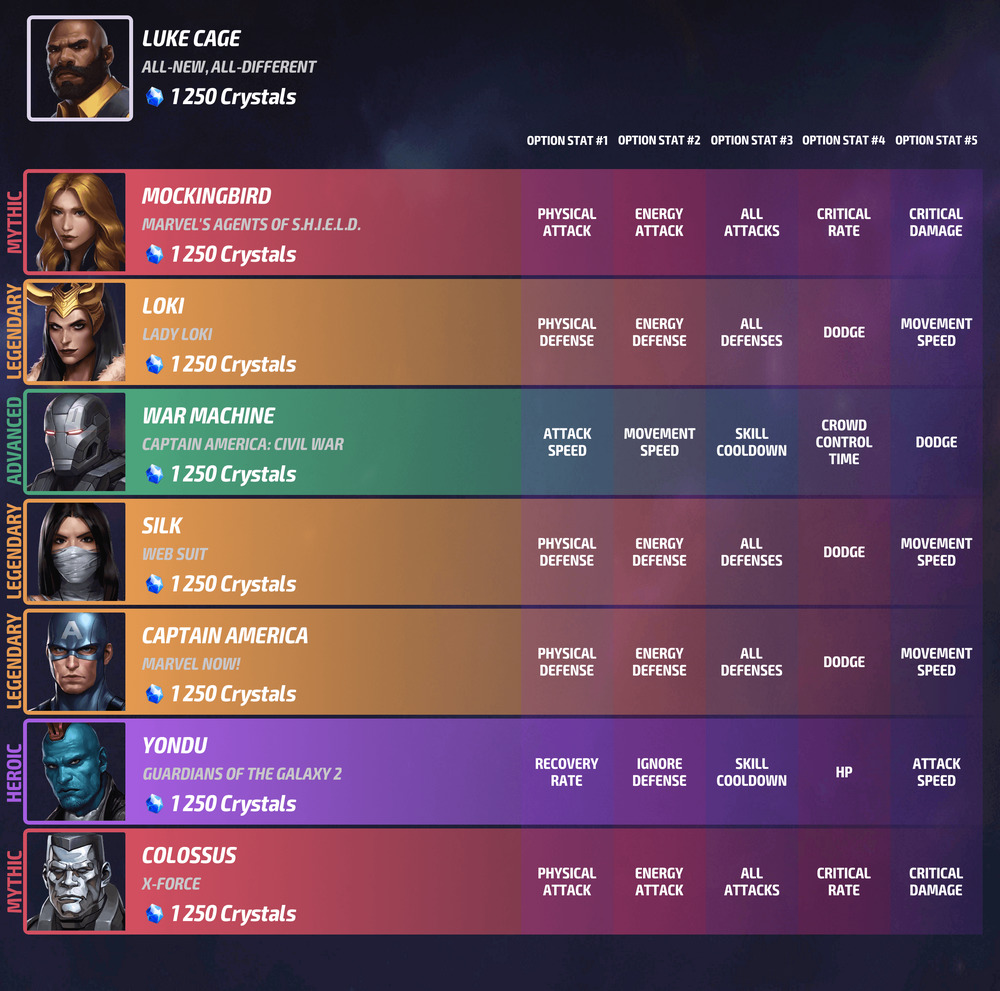 LUKE CAGE
ALL-NEW, ALL-DIFFERENT
1 250 Crystals
OPTION STAT #1 OPTION STAT #2 OPTION STAT #3 OPTION STAT #4 OPTION STAT #5
MYTHIC
MOCKINGBIRD
MARVEL'S AGENTS OF S.H.I.E.L.D.
1 250 Crystals
PHYSICAL
ATTACK
ENERGY
ATTACK
ALL
ATTACKS
CRITICAL
RATE
CRITICAL
DAMAGE
LEGENDARY
LOKI
LADY LOKI
1 250 Crystals
PHYSICAL
DEFENSE
ENERGY
DEFENSE
ALL
DEFENSES
DODGE
MOVEMENT
SPEED
ADVANCED
WAR MACHINE
CAPTAIN AMERICA: CIVIL WAR
1 250 Crystals
ATTACK
SPEED
MOVEMENT
SPEED
SKILL
COOLDOWN
CROWD
CONTROL
TIME
DODGE
LEGENDARY
SILK
WEB SUIT
1 250 Crystals
PHYSICAL
DEFENSE
ENERGY
DEFENSE
ALL
DEFENSES
DODGE
MOVEMENT
SPEED
LEGENDARY
CAPTAIN AMERICA
MARVEL NOW!
1 250 Crystals
PHYSICAL
DEFENSE
ENERGY
DEFENSE
ALL
DEFENSES
DODGE
MOVEMENT
SPEED
HEROIC
YONDU
GUARDIANS OF THE GALAXY 2
1 250 Crystals
RECOVERY
RATE
IGNORE
DEFENSE
SKILL
COOLDOWN
HP
ATTACK
SPEED
MYTHIC
COLOSSUS
X-FORCE
1 250 Crystals
PHYSICAL
ATTACK
ENERGY
ATTACK
ALL
ATTACKS
CRITICAL
RATE
CRITICAL
DAMAGE